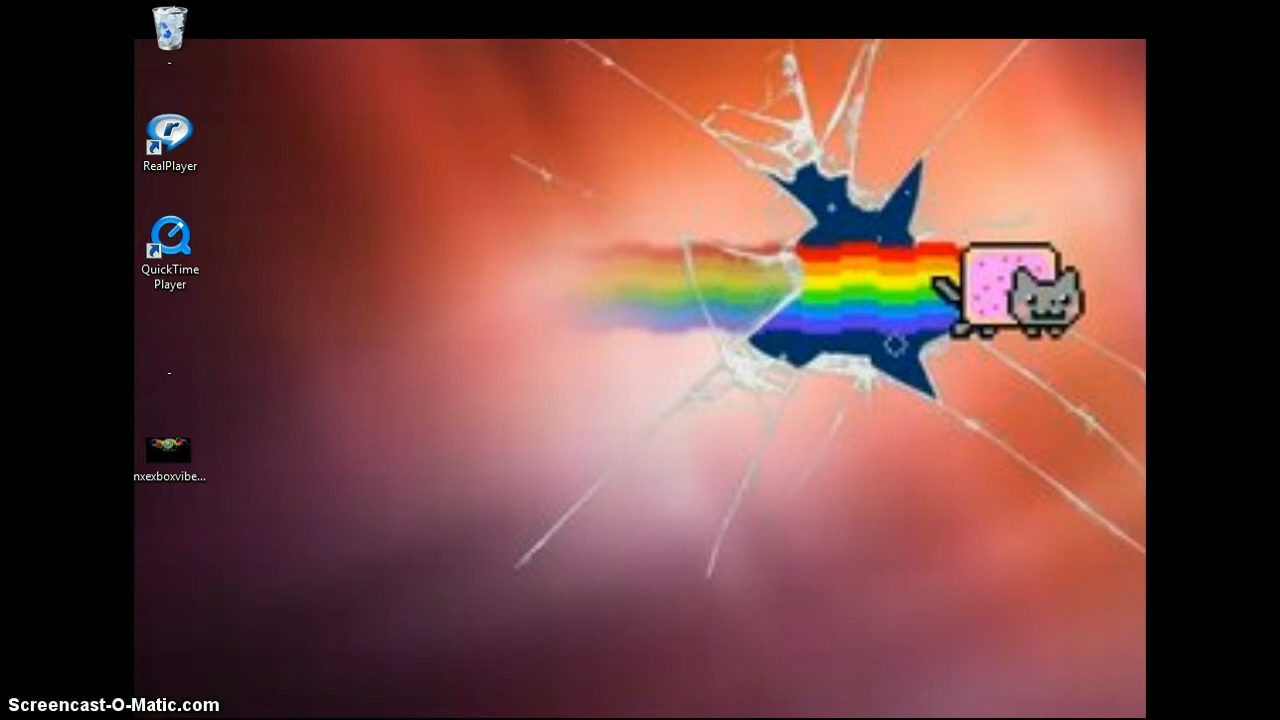 -
RealPlayer
QuickTime
Player
-
nxexboxvibe...
Screencast-O-Matic.com